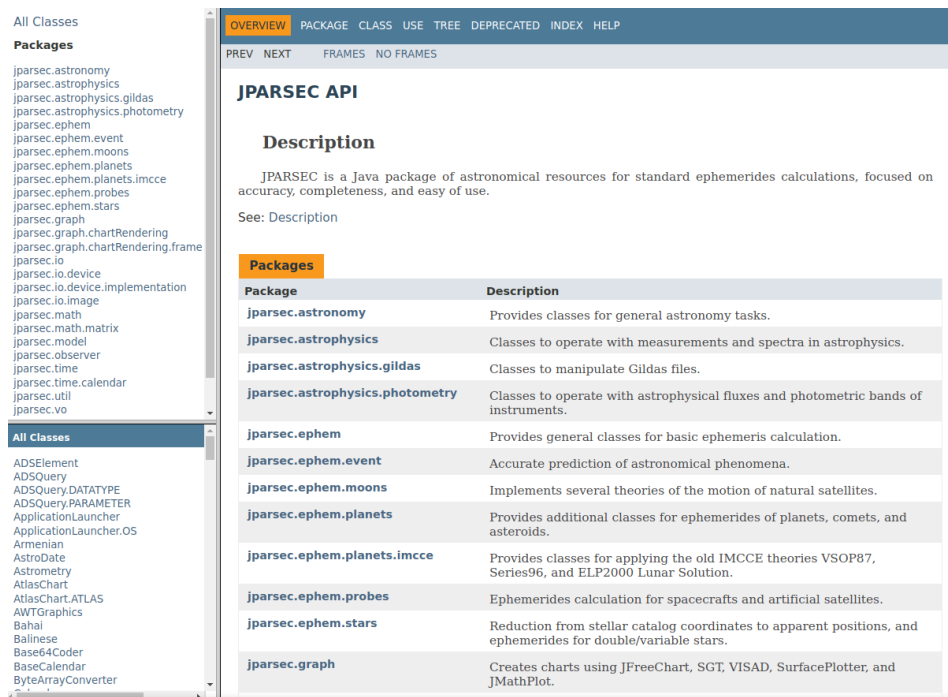 All Classes
Packages
jparsec.astronomy
jparsec.astrophysics
jparsec.astrophysics.gildas
jparsec.astrophysics.photometry
jparsec.ephem
jparsec.ephem.event
jparsec.ephem.moons
jparsec.ephem.planets
jparsec.ephem.planets.imcce
jparsec.ephem.probes
jparsec.ephem.stars
jparsec.graph
jparsec.graph.chartRendering
jparsec.graph.chartRendering.frame
jparsec.io
jparsec.io.device
jparsec.io.device.implementation
jparsec.io.image
jparsec.math
jparsec.math.matrix
jparsec.model
jparsec.observer
jparsec.time
jparsec.time.calendar
jparsec.util
jparsec.vo
All Classes
ADSElement
ADSQuery
ADSQuery.DATATYPE
ADSQuery.PARAMETER
ApplicationLauncher
ApplicationLauncher.OS
Armenian
AstroDate
Astrometry
AtlasChart
AtlasChart.ATLAS
AWTGraphics
Bahai
Balinese
Base64Coder
BaseCalendar
ByteArrayConverter
OVERVIEW PACKAGE CLASS USE TREE DEPRECATED INDEX HELP
PREV NEXT FRAMES NO FRAMES
JPARSEC API
Description
JPARSEC is a Java package of astronomical resources for standard ephemerides calculations, focused on
accuracy, completeness, and easy of use.
See: Description
Packages
Package Description
jparsec.astronomy Provides classes for general astronomy tasks.
jparsec.astrophysics Classes to operate with measurements and spectra in astrophysics.
jparsec.astrophysics.gildas Classes to manipulate Gildas files.
jparsec.astrophysics.photometry Classes to operate with astrophysical fluxes and photometric bands of
instruments.
jparsec.ephem Provides general classes for basic ephemeris calculation.
jparsec.ephem.event Accurate prediction of astronomical phenomena.
jparsec.ephem.moons Implements several theories of the motion of natural satellites.
jparsec.ephem.planets Provides additional classes for ephemerides of planets, comets, and
asteroids.
jparsec.ephem.planets.imcce Provides classes for applying the old IMCCE theories VSOP87,
Series96, and ELP2000 Lunar Solution.
jparsec.ephem.probes Ephemerides calculation for spacecrafts and artificial satellites.
jparsec.ephem.stars Reduction from stellar catalog coordinates to apparent positions, and
ephemerides for double/variable stars.
jparsec.graph Creates charts using JFreeChart, SGT, VISAD, SurfacePlotter, and
JMathPlot.